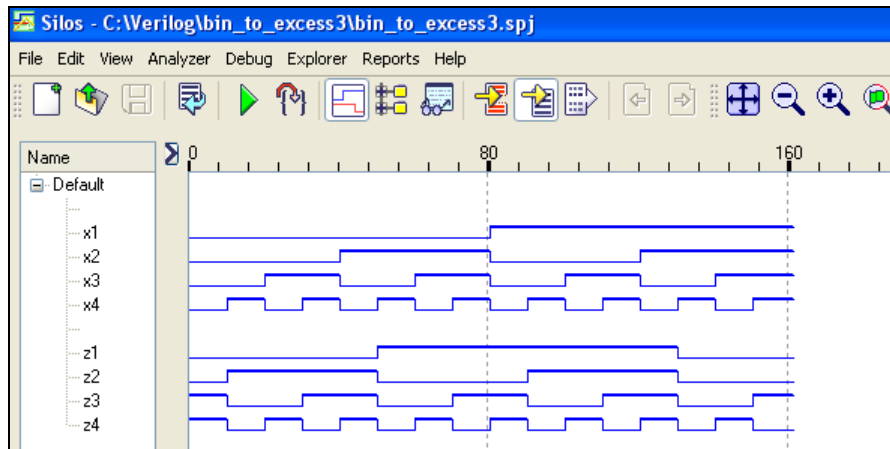 Silos - C:\Verilog\bin_to_excess3\bin_to_excess3.spj
File Edit View Analyzer Debug Explorer Reports Help
Name 0 80 160
Default
x1
x2
x3
x4
z1
z2
z3
z4